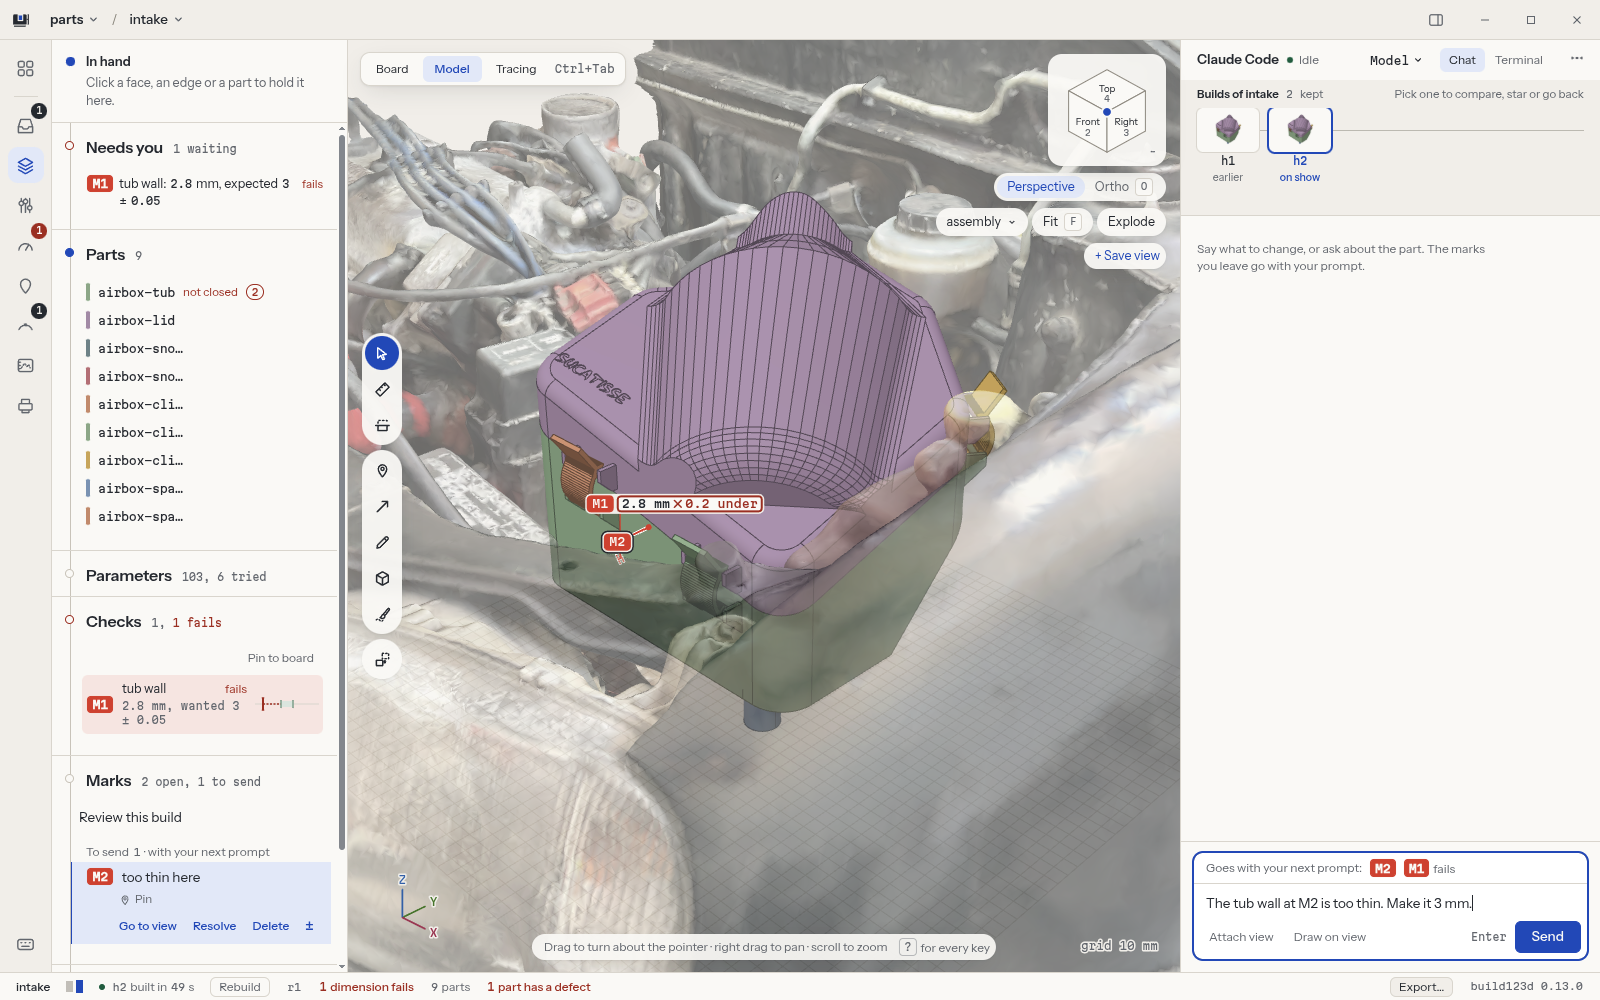 parts / intake
In hand
Click a face, an edge or a part to hold it
here.
Needs you 1 waiting
M1 tub wall: 2.8 mm, expected 3 fails
± 0.05
Parts 9
airbox-tub not closed 2
airbox-lid
airbox-sno…
airbox-sno…
airbox-cli…
airbox-cli…
airbox-cli…
airbox-spa…
airbox-spa…
Parameters 103, 6 tried
Checks 1, 1 fails
Pin to board
tub wall fails
M1 2.8 mm, wanted 3
± 0.05
Marks 2 open, 1 to send
Review this build
To send 1 · with your next prompt
M2 too thin here
Pin
Go to view Resolve Delete ±
1
1
1
Board Model Tracing Ctrl+Tab
Top
4
Front
2
Right
3
Perspective Ortho 0
assembly Fit F Explode
+ Save view
SUCATISSE
M1 2.8 mm × 0.2 under
M2
Z
Y
X
Drag to turn about the pointer · right drag to pan · scroll to zoom ? for every key
grid 10 mm
Claude Code Idle Model Chat Terminal
Builds of intake 2 kept Pick one to compare, star or go back
h1
earlier
h2
on show
Say what to change, or ask about the part. The marks
you leave go with your prompt.
Goes with your next prompt: M2 M1 fails
The tub wall at M2 is too thin. Make it 3 mm.
Attach view Draw on view Enter Send
intake h2 built in 49 s Rebuild r1 1 dimension fails 9 parts 1 part has a defect Export… build123d 0.13.0